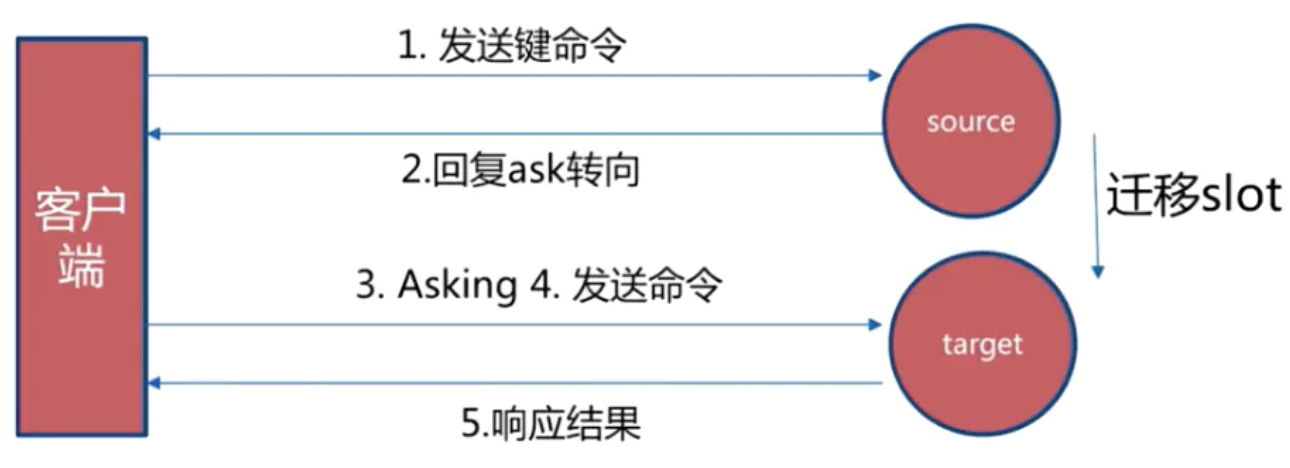 1. 发送键命令
source
2.回复ask转向
迁移slot
客户
端
3. Asking 4. 发送命令
target
5.响应结果